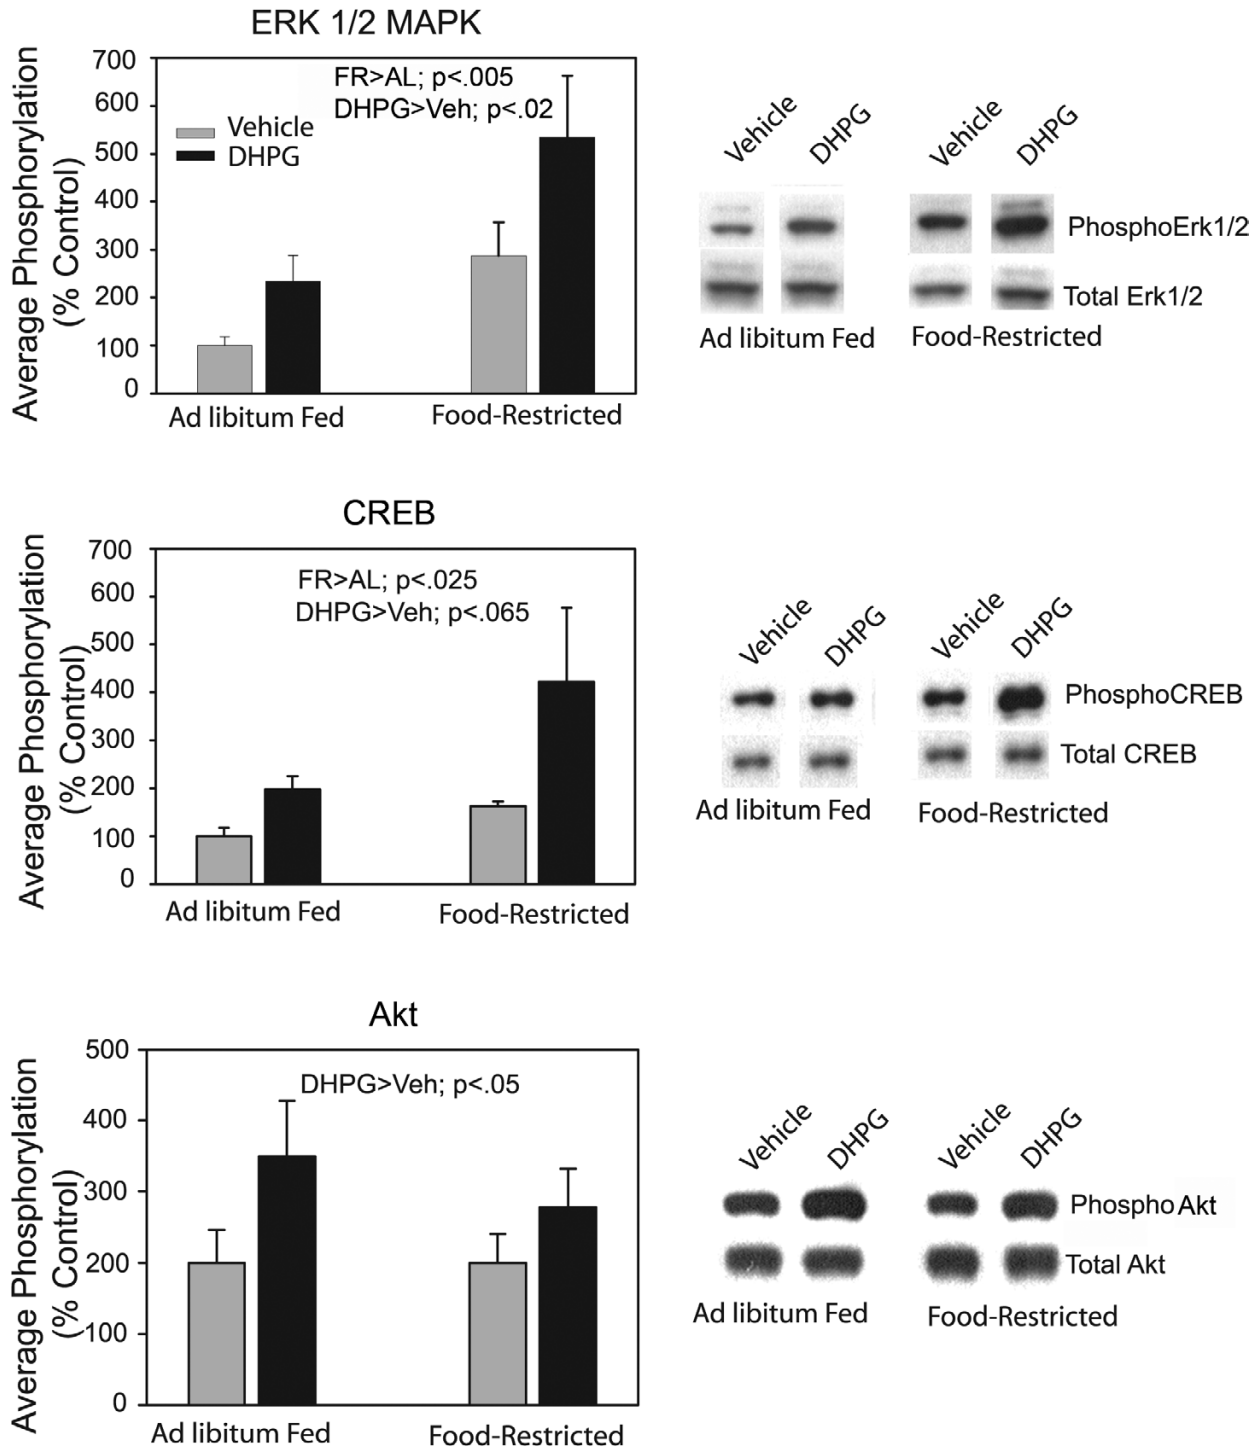 ERK 1/2 MAPK
Average Phosphorylation
(% Control)
700
600
500
400
300
200
100
0
FR>AL; p<.005
DHPG>Veh; p<.02
Vehicle
DHPG
Ad libitum Fed
Food-Restricted
Vehicle
DHPG
Vehicle
DHPG
PhosphoErk1/2
Total Erk1/2
Ad libitum Fed
Food-Restricted
CREB
Average Phosphorylation
(% Control)
700
600
500
400
300
200
100
0
FR>AL; p<.025
DHPG>Veh; p<.065
Ad libitum Fed
Food-Restricted
Vehicle
DHPG
Vehicle
DHPG
PhosphoCREB
Total CREB
Ad libitum Fed
Food-Restricted
Akt
Average Phosphorylation
(% Control)
500
400
300
200
100
0
DHPG>Veh; p<.05
Ad libitum Fed
Food-Restricted
Vehicle
DHPG
Vehicle
DHPG
Phospho Akt
Total Akt
Ad libitum Fed
Food-Restricted